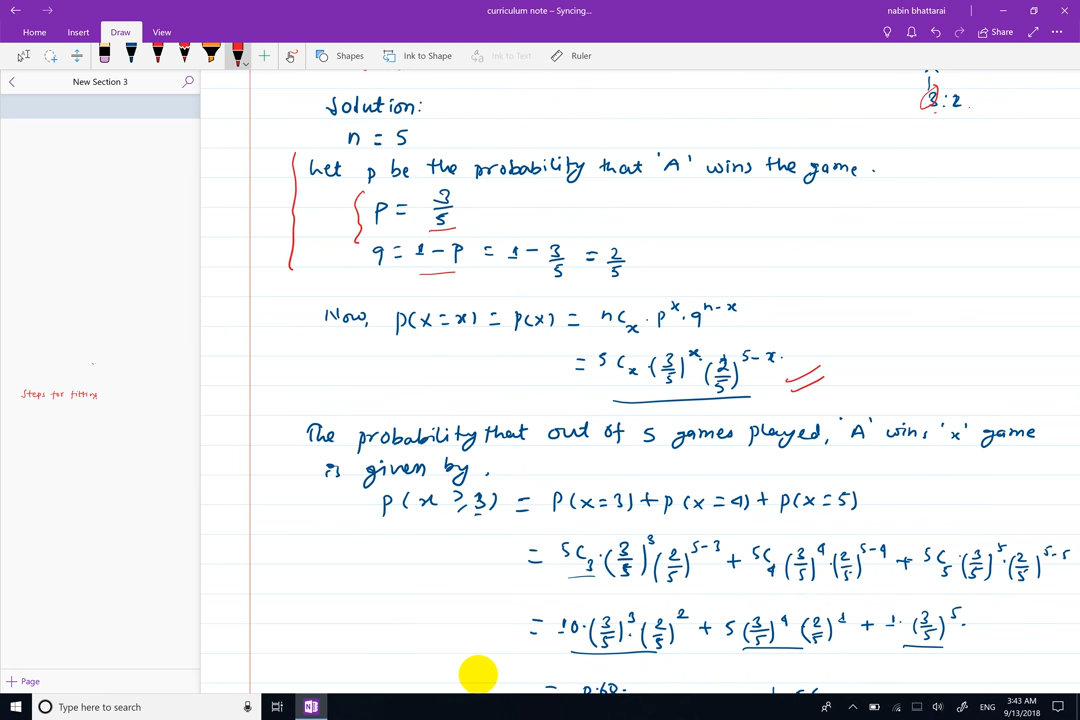 curriculum note – Syncing...
nabin bhattarai
Home Insert Draw View
Share
Shapes Ink to Shape Ink to Text Ruler
New Section 3
3:2.
Solution:
n = 5
Let p be the probability that 'A' wins the game.
p = 3/5
q = 1 - p = 1 - 3/5 = 2/5
Now, p(x=x) = p(x) = nCx . p^x . q^n-x
= 5Cx . (3/5)^x . (2/5)^5-x.
Steps for fitting
The probability that out of 5 games played, 'A' wins 'x' game
is given by,
p(x ≥ 3) = p(x=3) + p(x=4) + p(x=5)
= 5C3 . (3/5)^3 (2/5)^5-3 + 5C4 (3/5)^4 . (2/5)^5-4 + 5C5 . (3/5)^5 . (2/5)^5-5
= 10 . (3/5)^3 . (2/5)^2 + 5 (3/5)^4 (2/5)^1 + 1 . (3/5)^5.
Page
Type here to search
ENG
3:43 AM
9/13/2018